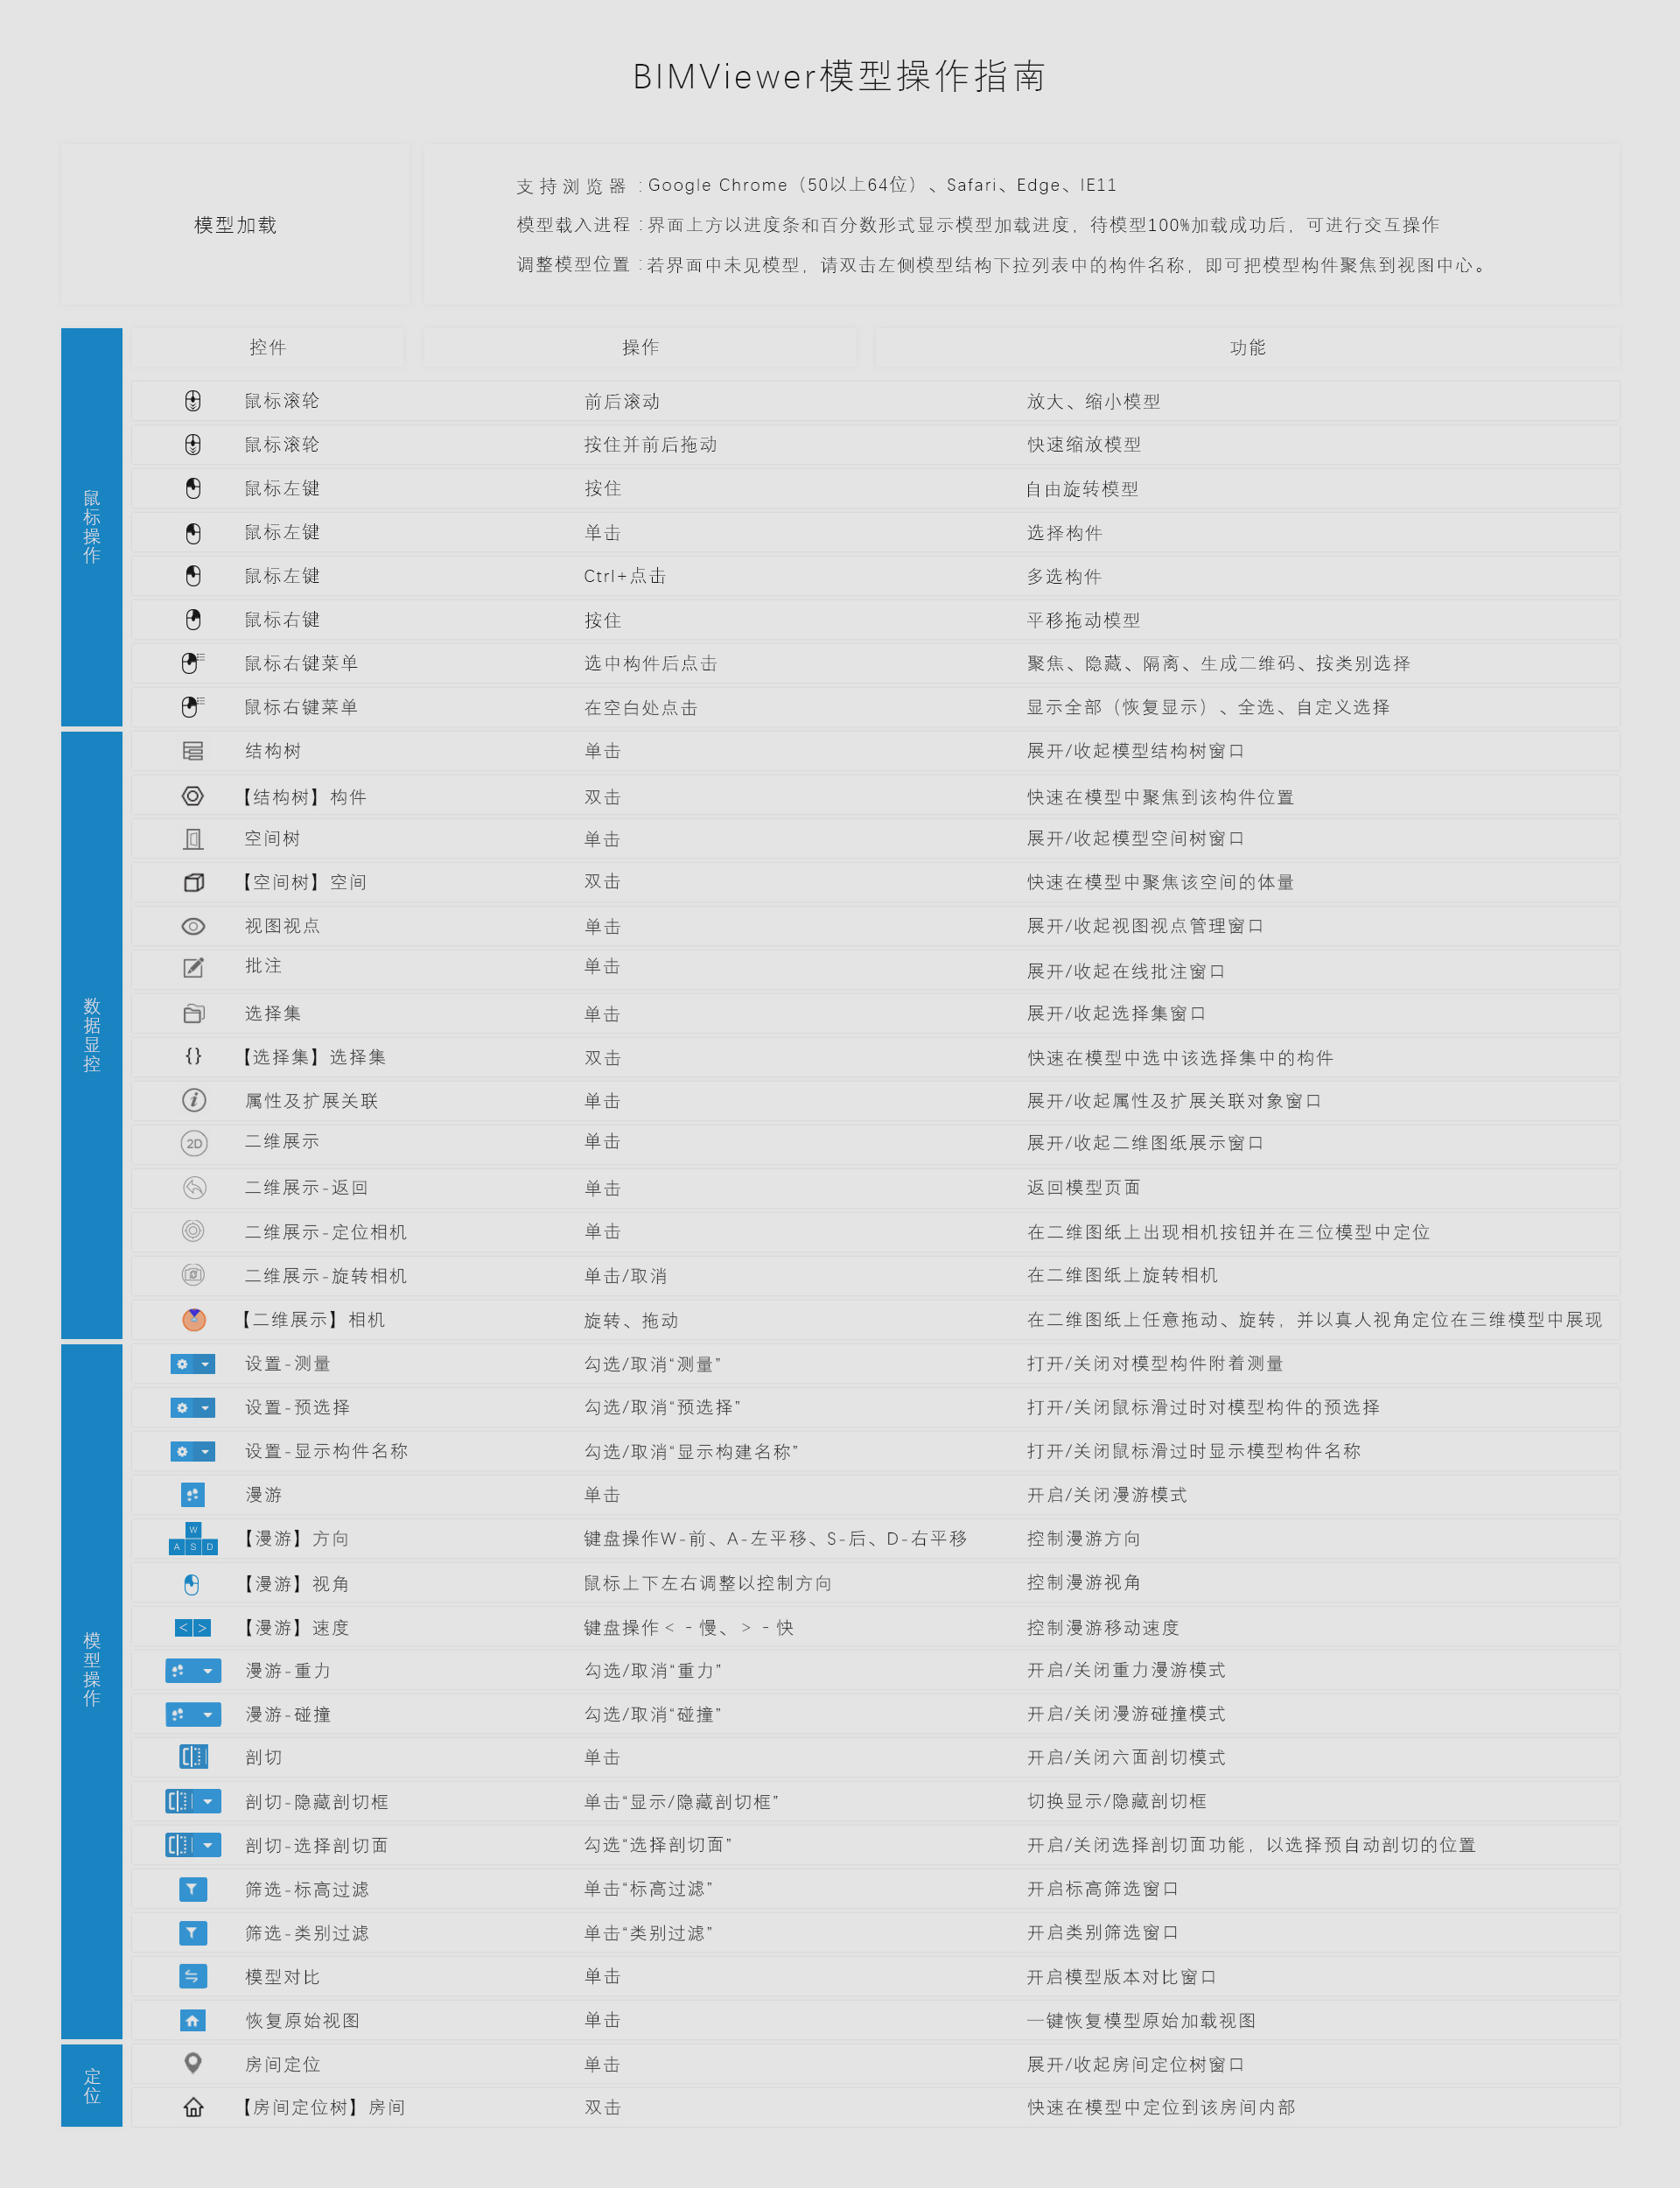 BIMViewer模型操作指南
模型加载
支持浏览器 : Google Chrome（50以上64位）、Safari、Edge、IE11
模型载入进程 : 界面上方以进度条和百分数形式显示模型加载进度，待模型100%加载成功后，可进行交互操作
调整模型位置 : 若界面中未见模型，请双击左侧模型结构下拉列表中的构件名称，即可把模型构件聚焦到视图中心。
控件 操作 功能
鼠标操作
鼠标滚轮 前后滚动 放大、缩小模型
鼠标滚轮 按住并前后拖动 快速缩放模型
鼠标左键 按住 自由旋转模型
鼠标左键 单击 选择构件
鼠标左键 Ctrl+点击 多选构件
鼠标右键 按住 平移拖动模型
鼠标右键菜单 选中构件后点击 聚焦、隐藏、隔离、生成二维码、按类别选择
鼠标右键菜单 在空白处点击 显示全部（恢复显示）、全选、自定义选择
数据显控
结构树 单击 展开/收起模型结构树窗口
【结构树】构件 双击 快速在模型中聚焦到该构件位置
空间树 单击 展开/收起模型空间树窗口
【空间树】空间 双击 快速在模型中聚焦该空间的体量
视图视点 单击 展开/收起视图视点管理窗口
批注 单击 展开/收起在线批注窗口
选择集 单击 展开/收起选择集窗口
{} 【选择集】选择集 双击 快速在模型中选中该选择集中的构件
i 属性及扩展关联 单击 展开/收起属性及扩展关联对象窗口
2D 二维展示 单击 展开/收起二维图纸展示窗口
二维展示-返回 单击 返回模型页面
二维展示-定位相机 单击 在二维图纸上出现相机按钮并在三位模型中定位
二维展示-旋转相机 单击/取消 在二维图纸上旋转相机
【二维展示】相机 旋转、拖动 在二维图纸上任意拖动、旋转，并以真人视角定位在三维模型中展现
模型操作
设置-测量 勾选/取消“测量” 打开/关闭对模型构件附着测量
设置-预选择 勾选/取消“预选择” 打开/关闭鼠标滑过时对模型构件的预选择
设置-显示构件名称 勾选/取消“显示构建名称” 打开/关闭鼠标滑过时显示模型构件名称
漫游 单击 开启/关闭漫游模式
W
A S D 【漫游】方向 键盘操作W-前、A-左平移、S-后、D-右平移 控制漫游方向
【漫游】视角 鼠标上下左右调整以控制方向 控制漫游视角
< > 【漫游】速度 键盘操作 < - 慢、 > - 快 控制漫游移动速度
漫游-重力 勾选/取消“重力” 开启/关闭重力漫游模式
漫游-碰撞 勾选/取消“碰撞” 开启/关闭漫游碰撞模式
剖切 单击 开启/关闭六面剖切模式
剖切-隐藏剖切框 单击“显示/隐藏剖切框” 切换显示/隐藏剖切框
剖切-选择剖切面 勾选“选择剖切面” 开启/关闭选择剖切面功能，以选择预自动剖切的位置
筛选-标高过滤 单击“标高过滤” 开启标高筛选窗口
筛选-类别过滤 单击“类别过滤” 开启类别筛选窗口
模型对比 单击 开启模型版本对比窗口
恢复原始视图 单击 一键恢复模型原始加载视图
定位
房间定位 单击 展开/收起房间定位树窗口
【房间定位树】房间 双击 快速在模型中定位到该房间内部